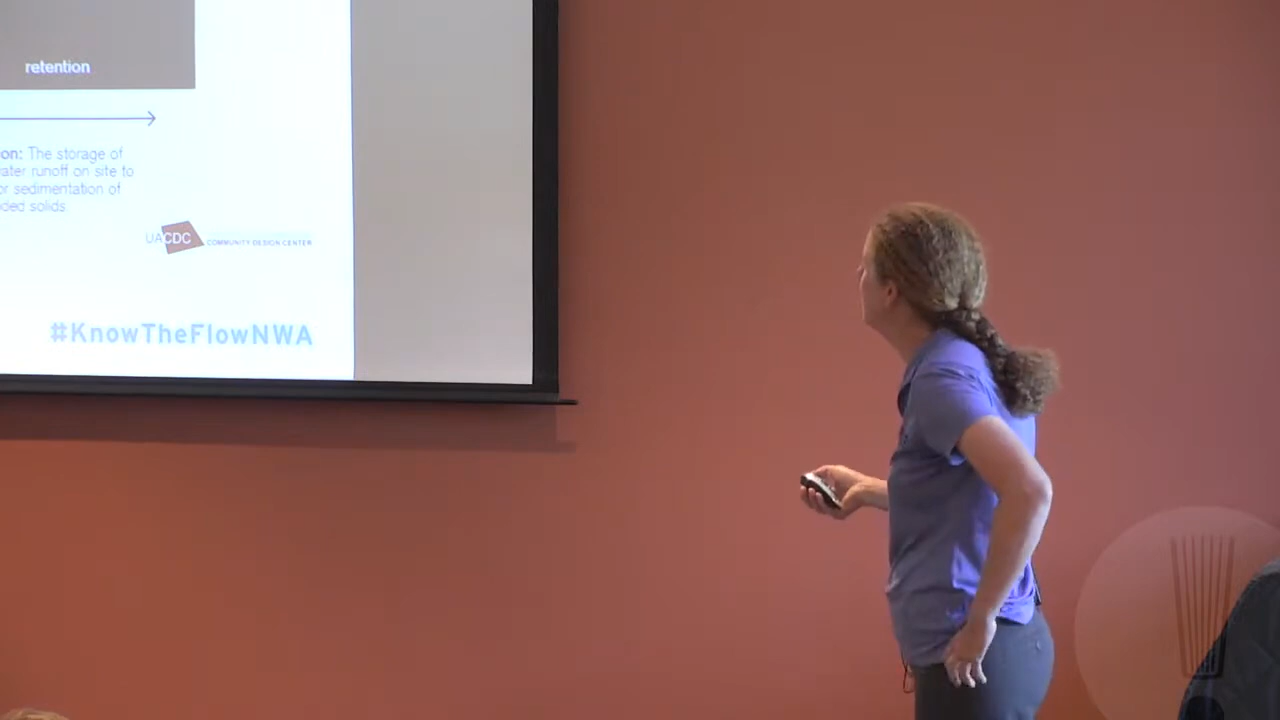 retention
on: The storage of
ater runoff on site to
or sedimentation of
ded solids
UACDC
COMMUNITY DESIGN CENTER
#KnowTheFlowNWA